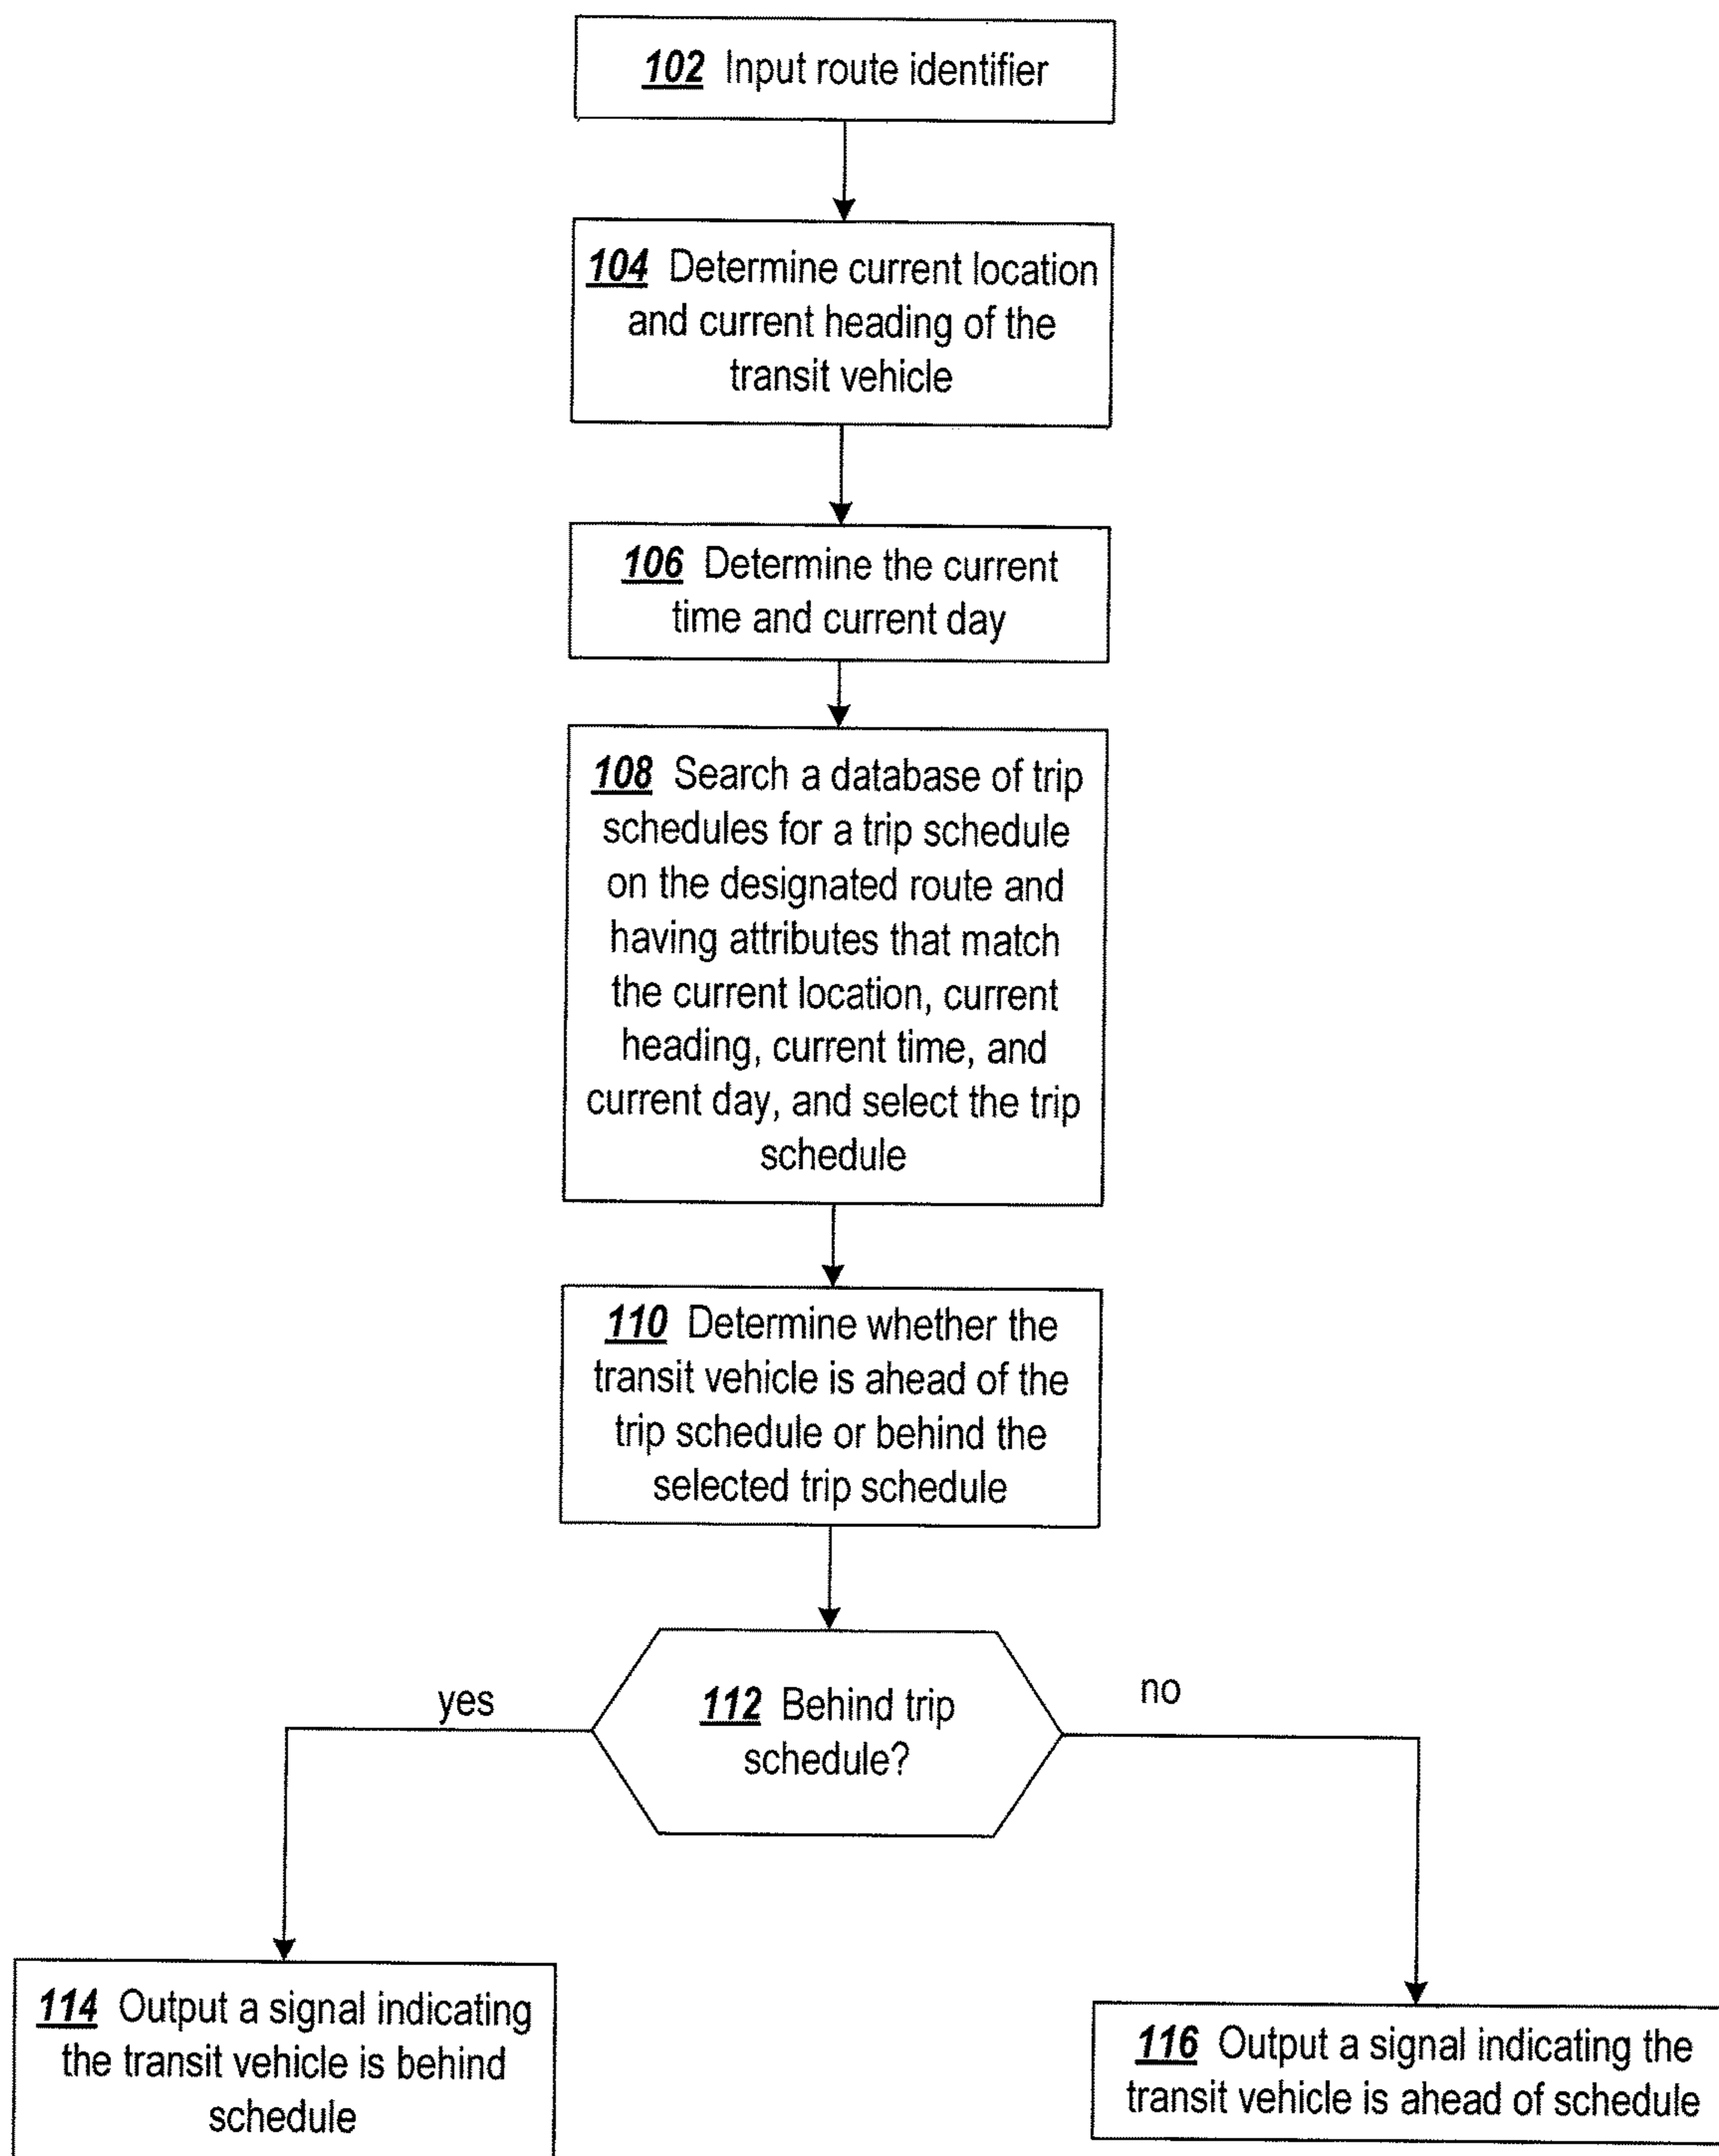 102 Input route identifier
104 Determine current location
and current heading of the
transit vehicle
106 Determine the current
time and current day
108 Search a database of trip
schedules for a trip schedule
on the designated route and
having attributes that match
the current location, current
heading, current time, and
current day, and select the trip
schedule
110 Determine whether the
transit vehicle is ahead of the
trip schedule or behind the
selected trip schedule
112 Behind trip
schedule?
yes
no
114 Output a signal indicating
the transit vehicle is behind
schedule
116 Output a signal indicating the
transit vehicle is ahead of schedule